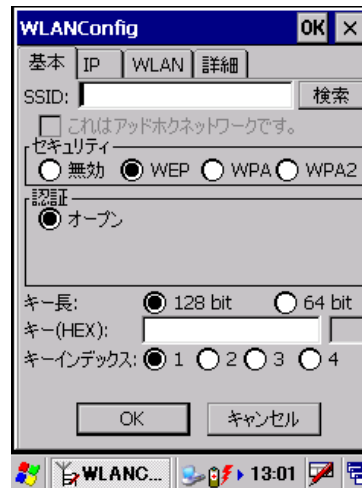 WLANConfig OK ×
基本 IP WLAN 詳細
SSID: 検索
これはアッドホクネットワークです。
セキュリティ
無効 WEP WPA WPA2
認証
オープン
キー長: 128 bit 64 bit
キー(HEX):
キーインデックス: 1 2 3 4
OK キャンセル
WLANC... 13:01